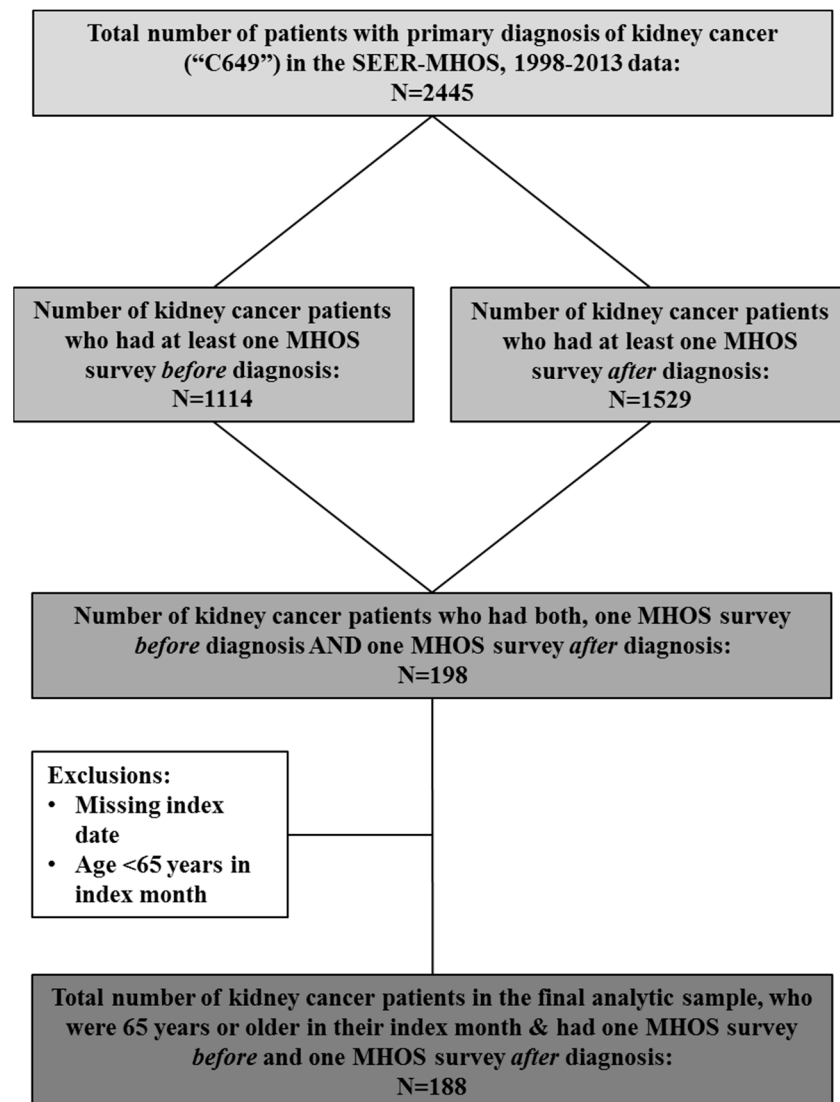 Total number of patients with primary diagnosis of kidney cancer
(“C649”) in the SEER-MHOS, 1998-2013 data:
N=2445
Number of kidney cancer patients
who had at least one MHOS
survey before diagnosis:
N=1114
Number of kidney cancer patients
who had at least one MHOS
survey after diagnosis:
N=1529
Number of kidney cancer patients who had both, one MHOS survey
before diagnosis AND one MHOS survey after diagnosis:
N=198
Exclusions:
• Missing index
date
• Age <65 years in
index month
Total number of kidney cancer patients in the final analytic sample, who
were 65 years or older in their index month & had one MHOS survey
before and one MHOS survey after diagnosis:
N=188